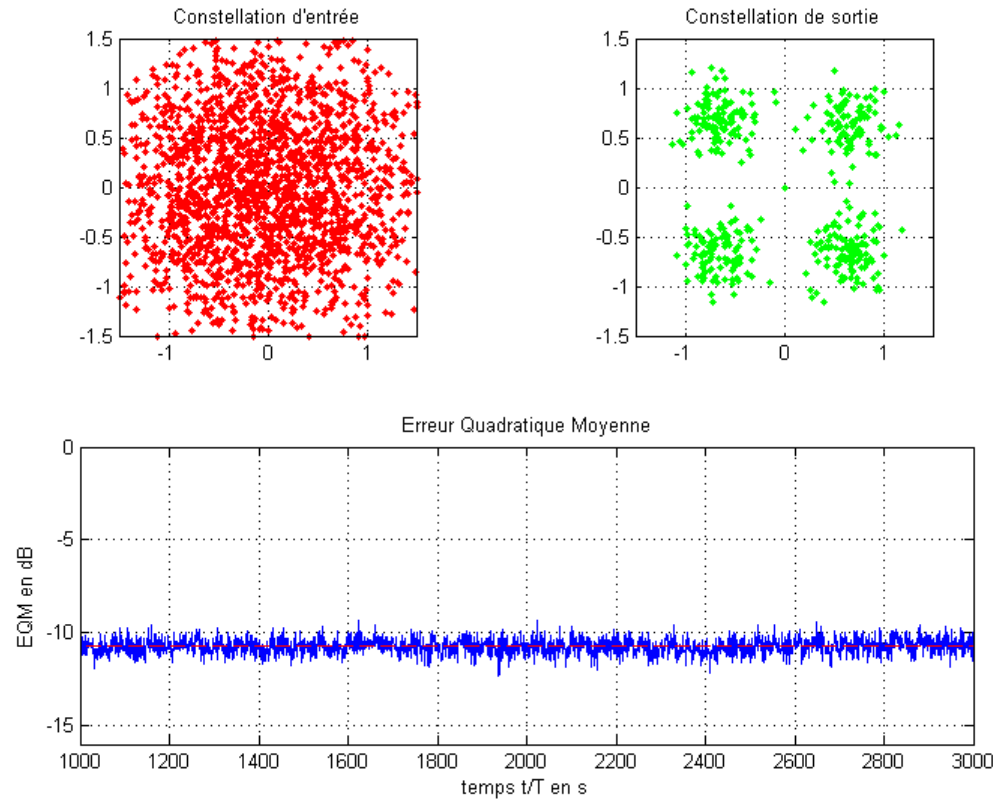 Constellation d'entrée
1.5
1
0.5
0
-0.5
-1
-1.5
-1 0 1
Constellation de sortie
1.5
1
0.5
0
-0.5
-1
-1.5
-1 0 1
Erreur Quadratique Moyenne
EQM en dB
0
-5
-10
-15
1000 1200 1400 1600 1800 2000 2200 2400 2600 2800 3000
temps t/T en s